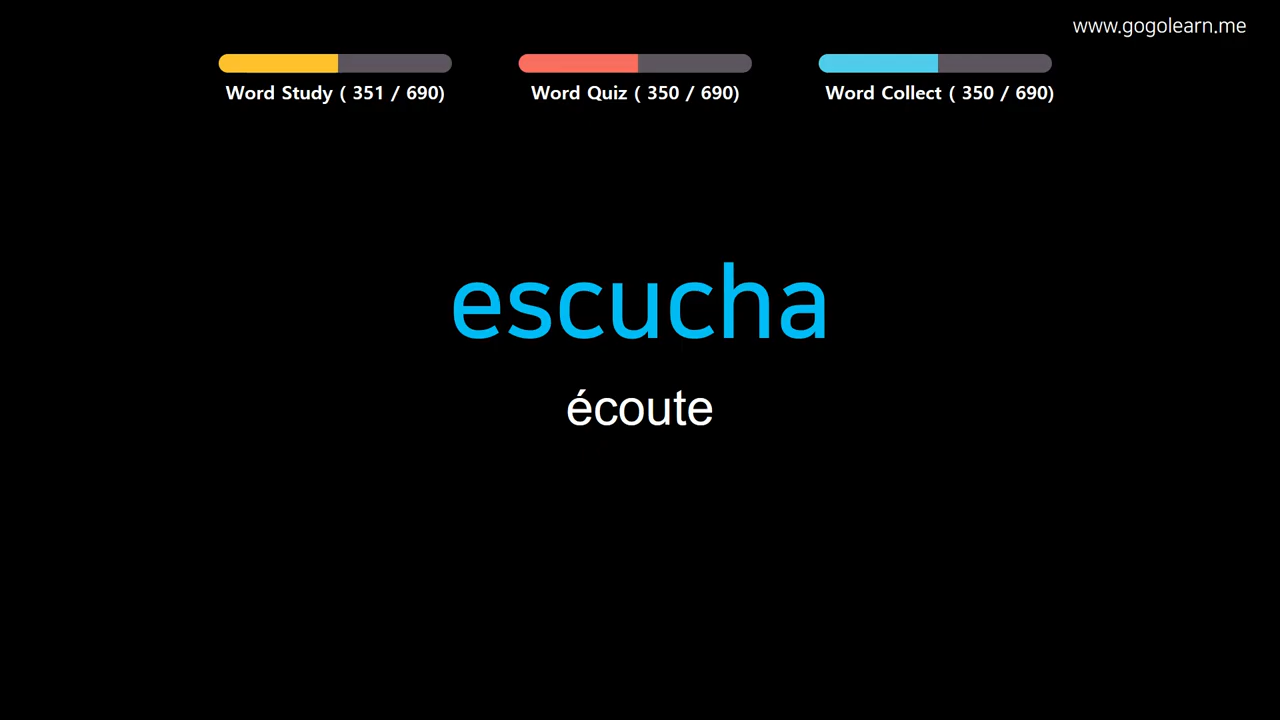 www.gogolearn.me
Word Study ( 351 / 690)
Word Quiz ( 350 / 690)
Word Collect ( 350 / 690)
escucha
écoute